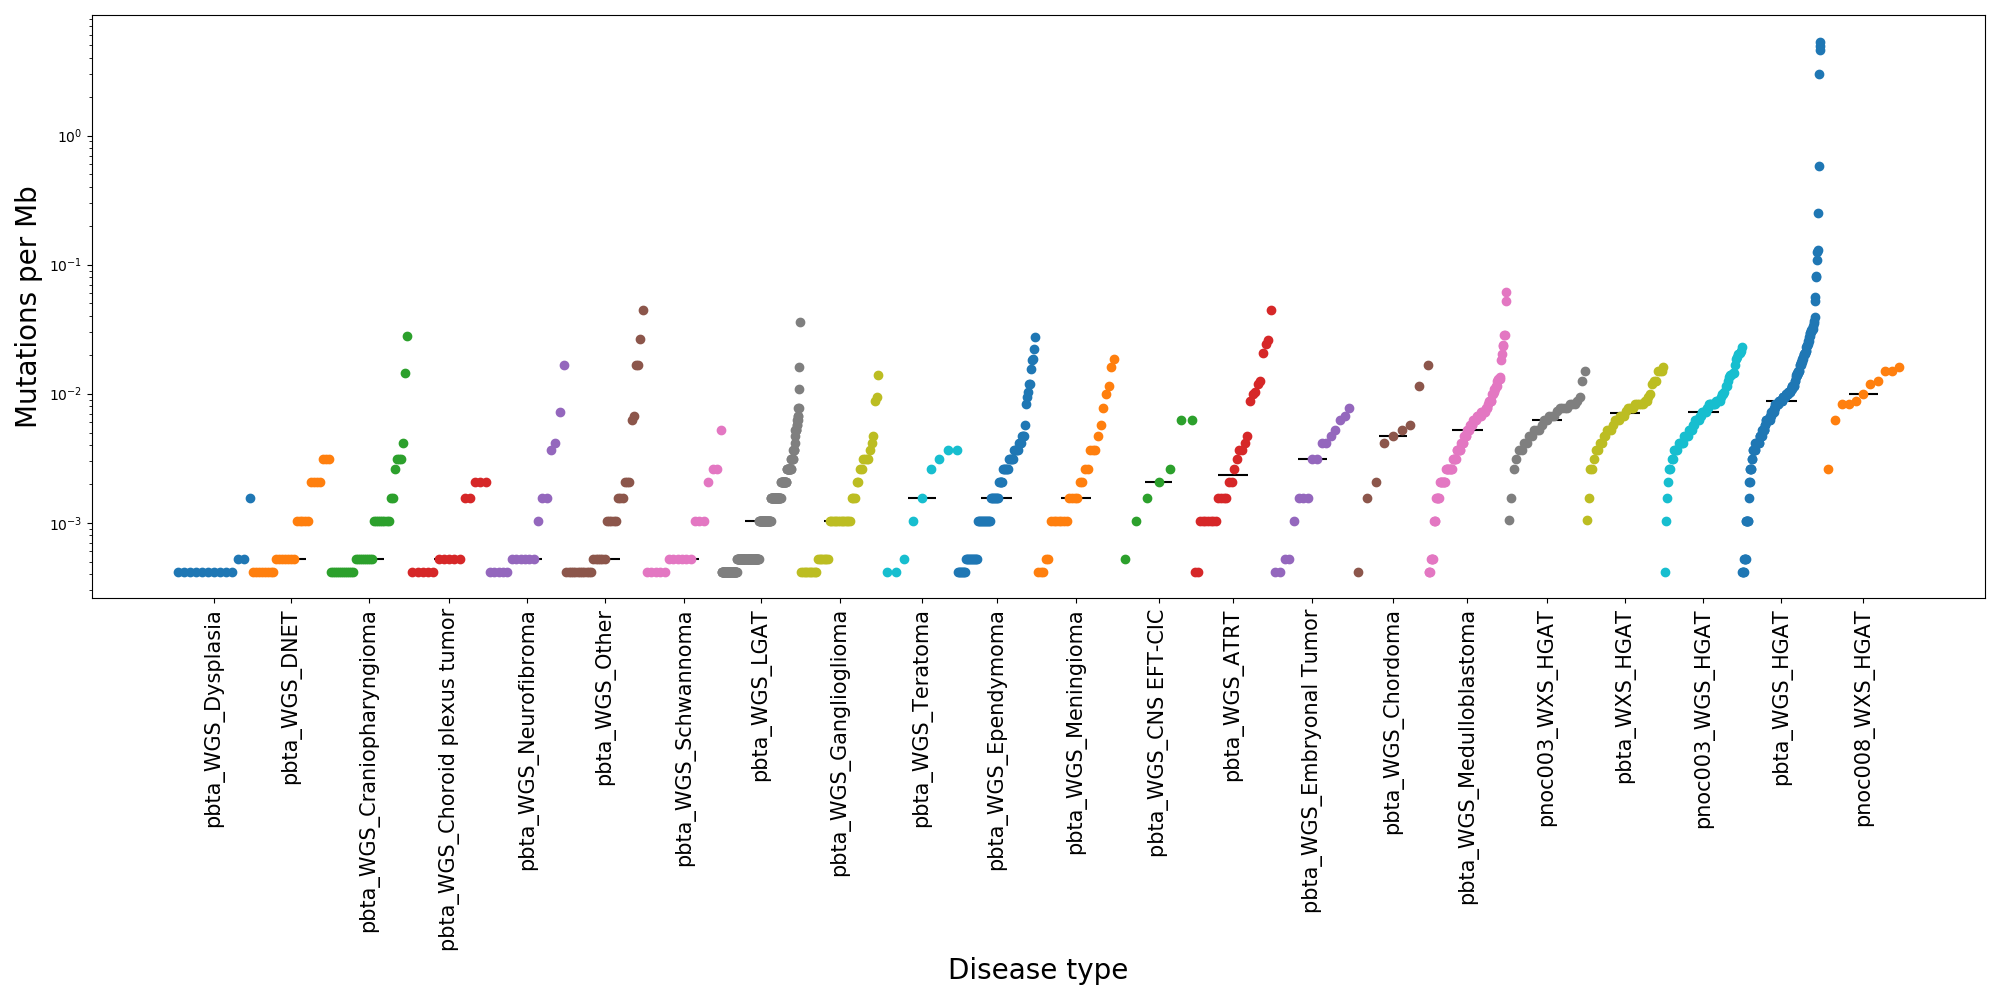 Mutations per Mb
10⁰
10⁻¹
10⁻²
10⁻³
pbta_WGS_Dysplasia
pbta_WGS_DNET
pbta_WGS_Craniopharyngioma
pbta_WGS_Choroid plexus tumor
pbta_WGS_Neurofibroma
pbta_WGS_Other
pbta_WGS_Schwannoma
pbta_WGS_LGAT
pbta_WGS_Ganglioglioma
pbta_WGS_Teratoma
pbta_WGS_Ependymoma
pbta_WGS_Meningioma
pbta_WGS_CNS EFT-CIC
pbta_WGS_ATRT
pbta_WGS_Embryonal Tumor
pbta_WGS_Chordoma
pbta_WGS_Medulloblastoma
pnoc003_WXS_HGAT
pbta_WXS_HGAT
pnoc003_WGS_HGAT
pbta_WGS_HGAT
pnoc008_WXS_HGAT
Disease type